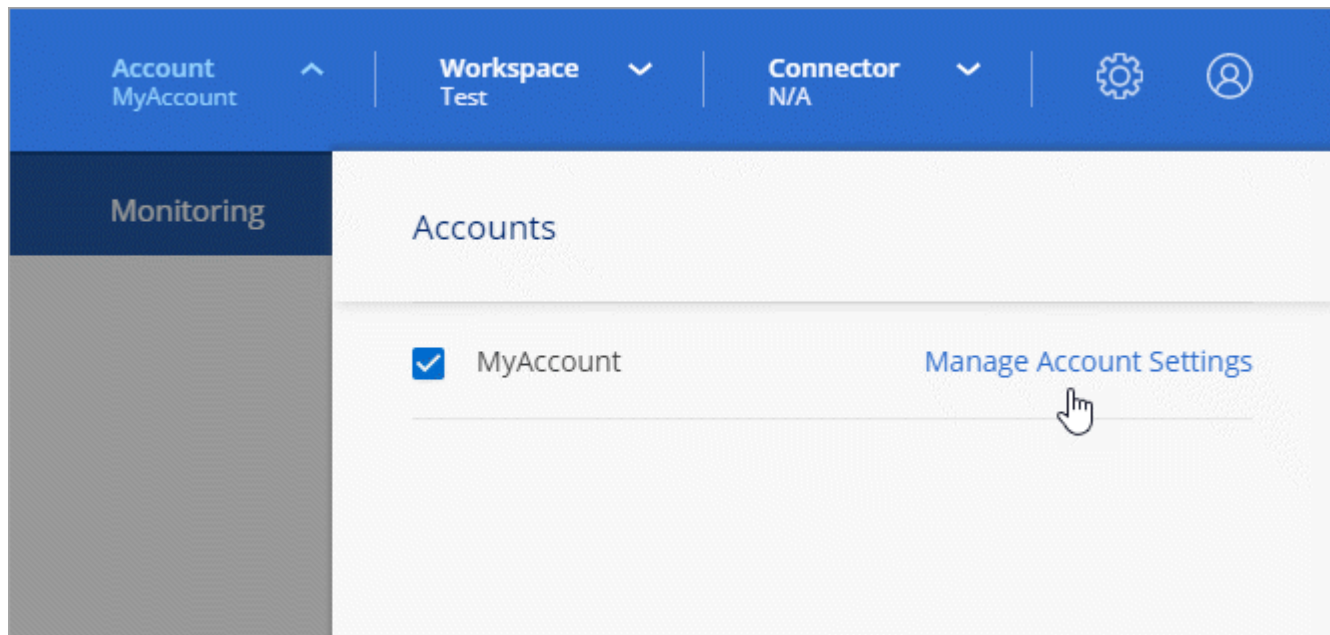 Account
MyAccount
Workspace
Test
Connector
N/A
Monitoring
Accounts
MyAccount
Manage Account Settings